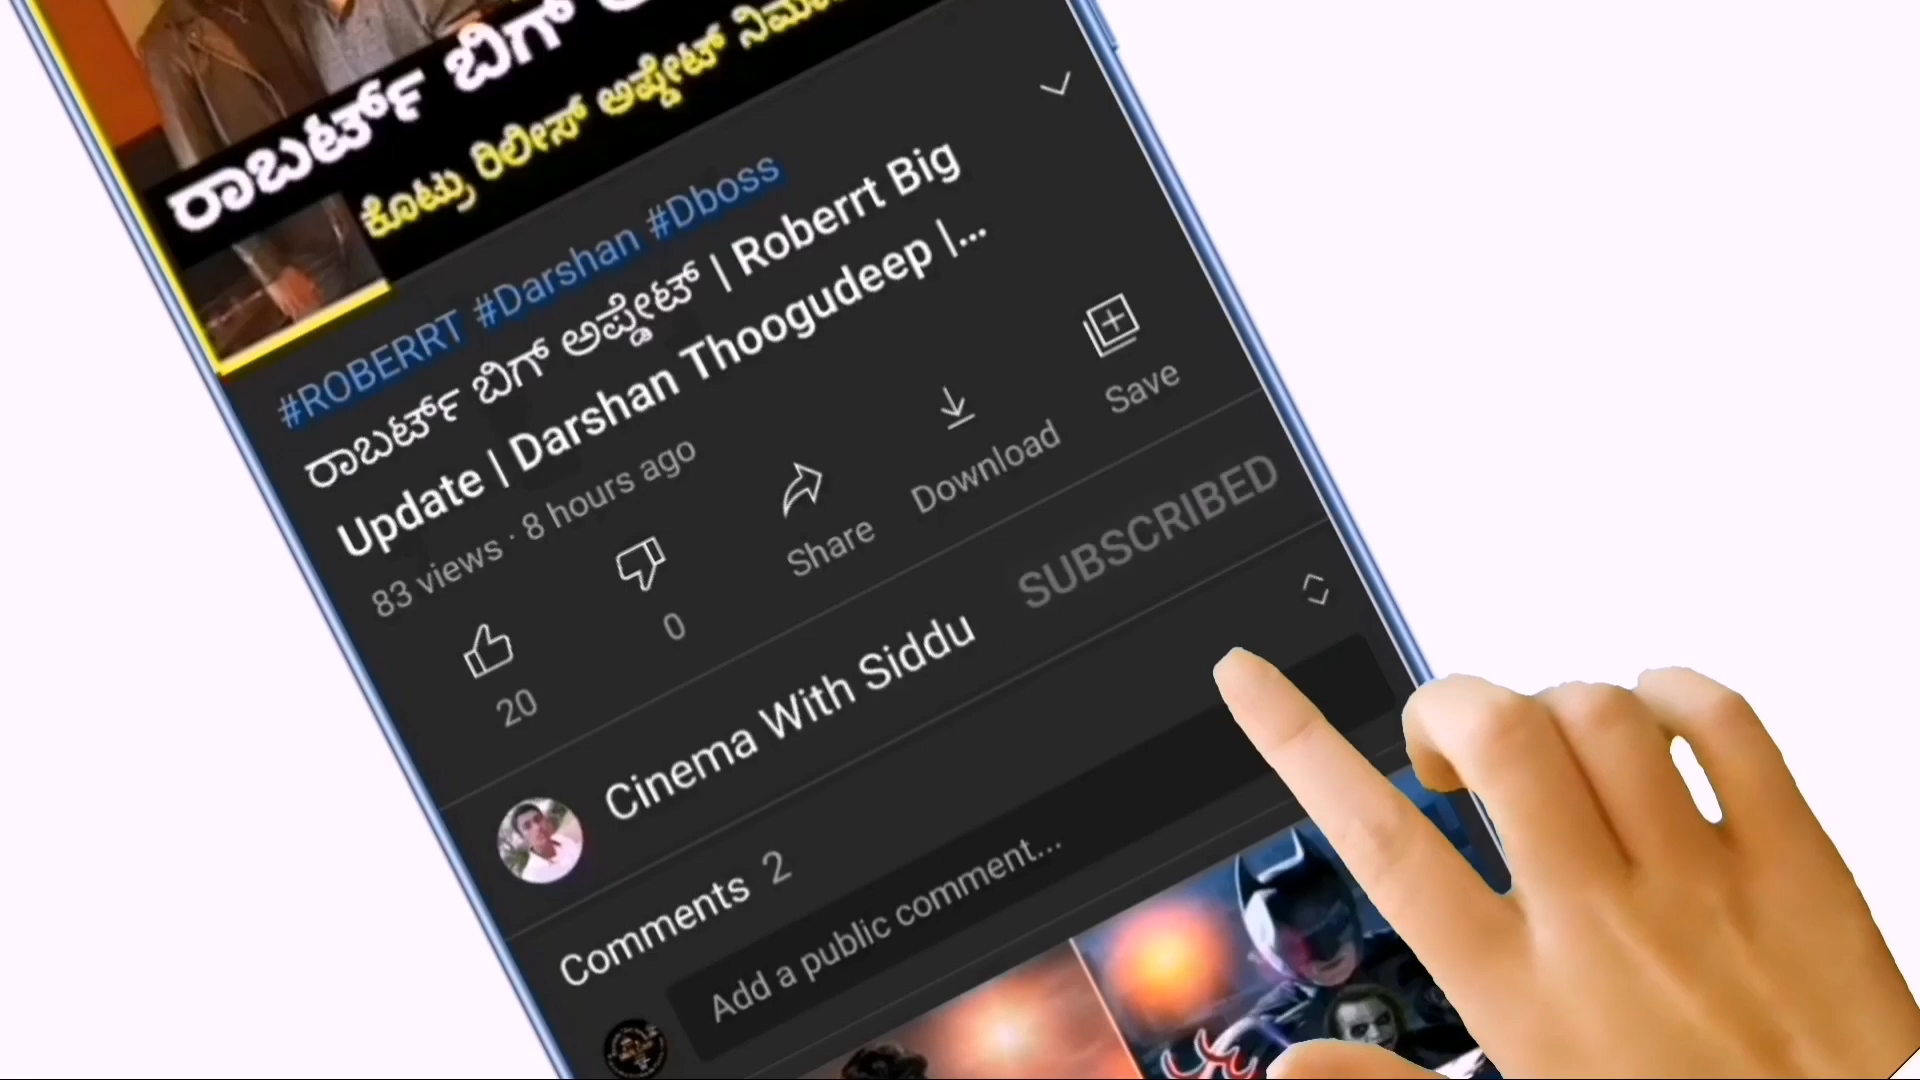 ರಾಬರ್ಟ್ ಬಿಗ್
ಕೊಟ್ರು ರಿಲೀಸ್ ಅಪ್ಡೇಟ್
#ROBERRT #Darshan #Dboss
ರಾಬರ್ಟ್ ಬಿಗ್ ಅಪ್ಡೇಟ್ | Roberrt Big
Update | Darshan Thoogudeep |...
83 views · 8 hours ago
20
0
Share
Download
Save
Cinema With Siddu
SUBSCRIBED
Comments 2
Add a public comment...